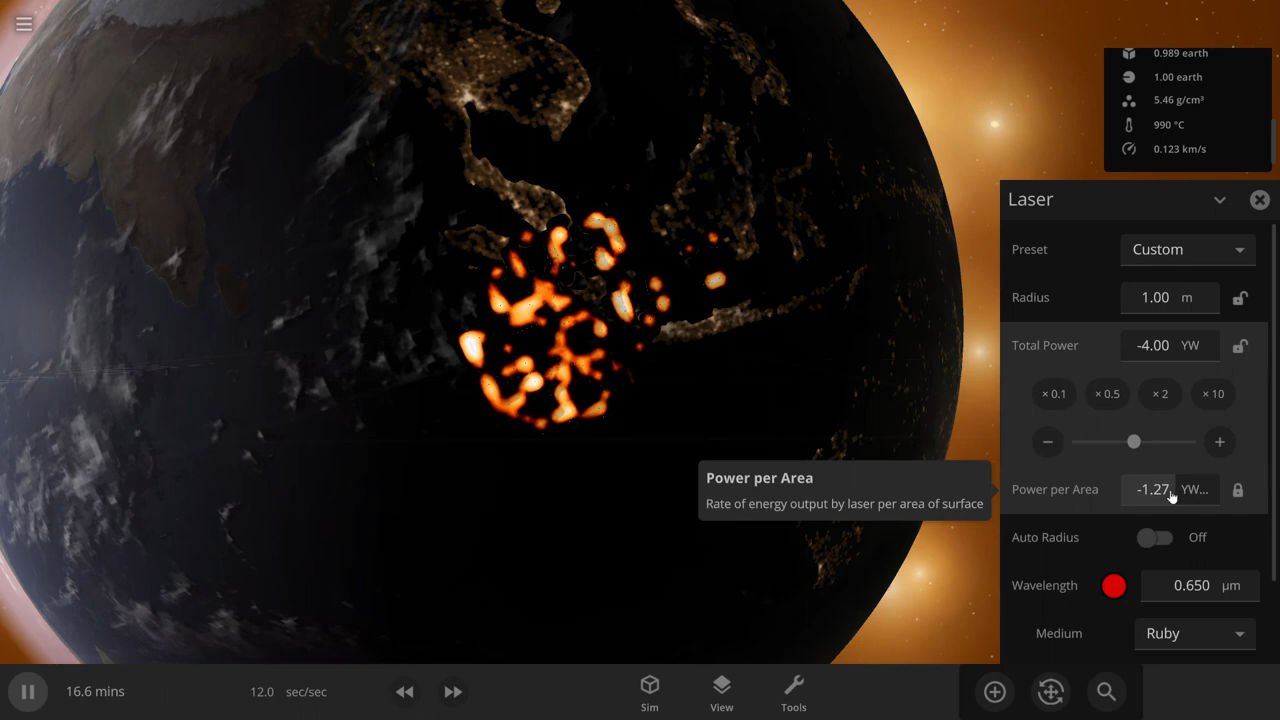 0.989 earth
1.00 earth
5.46 g/cm³
990 °C
0.123 km/s
Laser
Preset Custom
Radius 1.00 m
Total Power -4.00 YW
× 0.1 × 0.5 × 2 × 10
Power per Area
Rate of energy output by laser per area of surface
Power per Area -1.27 YW...
Auto Radius Off
Wavelength 0.650 µm
Medium Ruby
16.6 mins 12.0 sec/sec
Sim View Tools